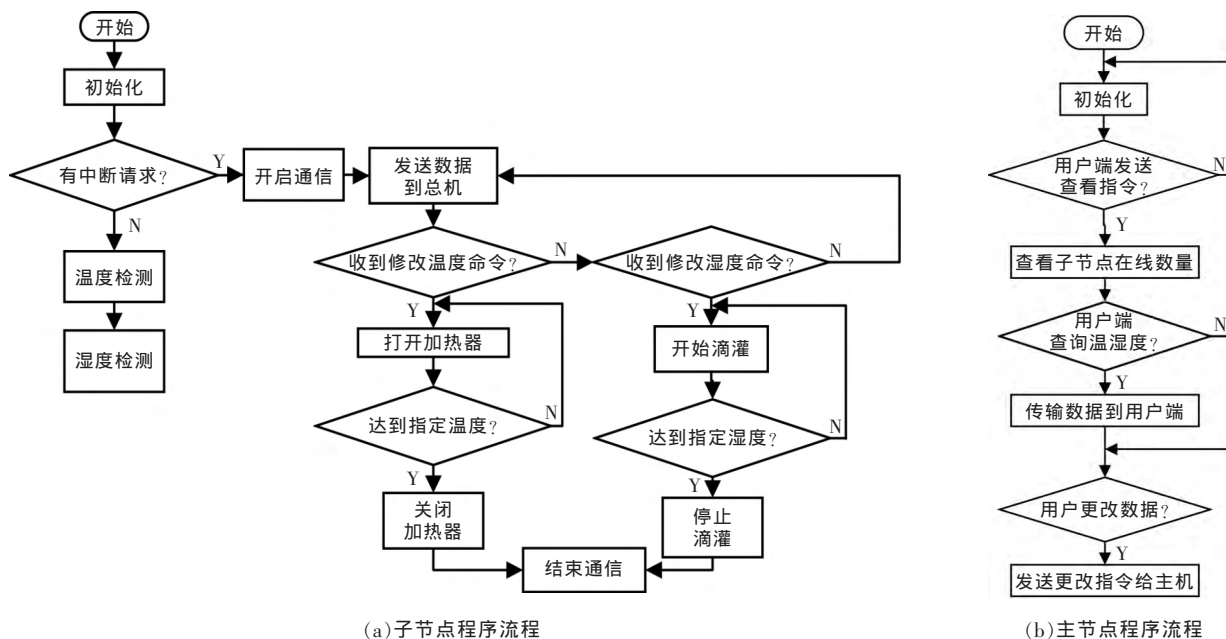 开始
初始化
有中断请求?
Y
N
温度检测
湿度检测
开启通信
发送数据
到总机
收到修改温度命令?
N
Y
收到修改湿度命令?
N
Y
打开加热器
达到指定温度?
N
Y
关闭
加热器
开始滴灌
达到指定湿度?
N
Y
停止
滴灌
结束通信
(a)子节点程序流程
开始
初始化
用户端发送
查看指令?
N
Y
查看子节点在线数量
用户端
查询温湿度?
N
Y
传输数据到用户端
用户更改数据?
Y
发送更改指令给主机
(b)主节点程序流程